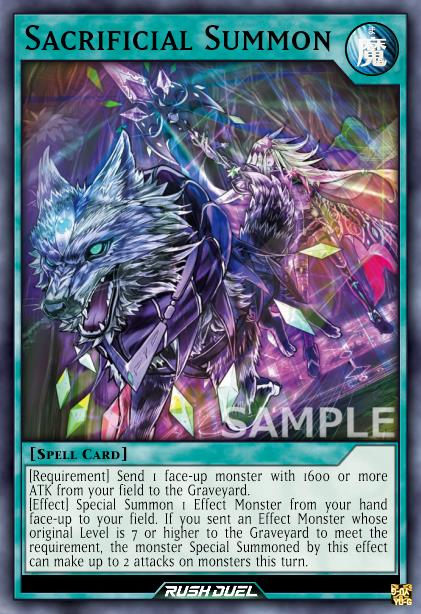 Sacrificial Summon
ま
魔
SAMPLE
[Spell Card]
[Requirement] Send 1 face-up monster with 1600 or more
ATK from your field to the Graveyard.
[Effect] Special Summon 1 Effect Monster from your hand
face-up to your field. If you sent an Effect Monster whose
original Level is 7 or higher to the Graveyard to meet the
requirement, the monster Special Summoned by this effect
can make up to 2 attacks on monsters this turn.
RUSH DUEL